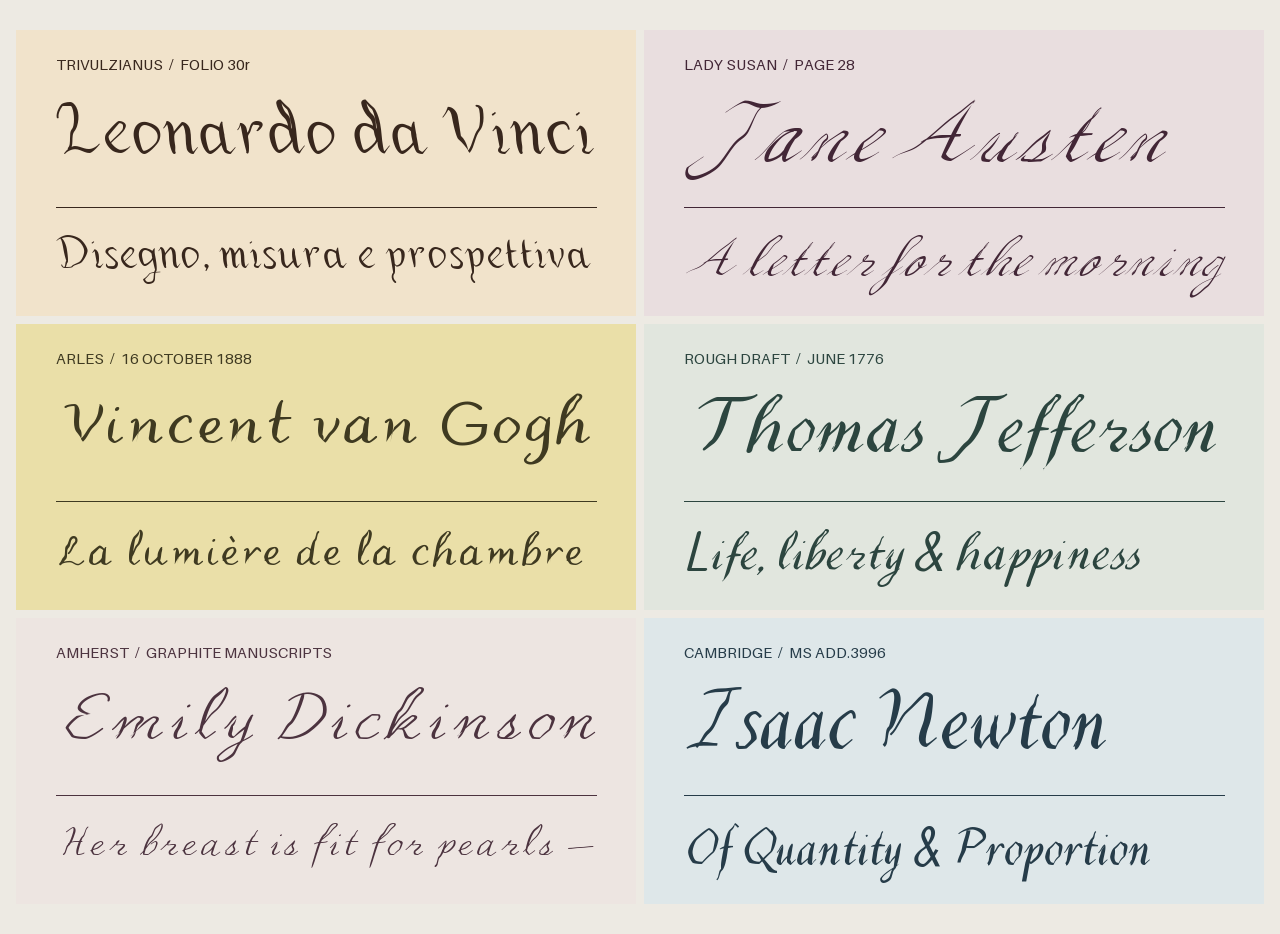 TRIVULZIANUS / FOLIO 30r
Leonardo da Vinci
Disegno, misura e prospettiva
LADY SUSAN / PAGE 28
Jane Austen
A letter for the morning
ARLES / 16 OCTOBER 1888
Vincent van Gogh
La lumière de la chambre
ROUGH DRAFT / JUNE 1776
Thomas Jefferson
Life, liberty & happiness
AMHERST / GRAPHITE MANUSCRIPTS
Emily Dickinson
Her breast is fit for pearls —
CAMBRIDGE / MS ADD.3996
Isaac Newton
Of Quantity & Proportion